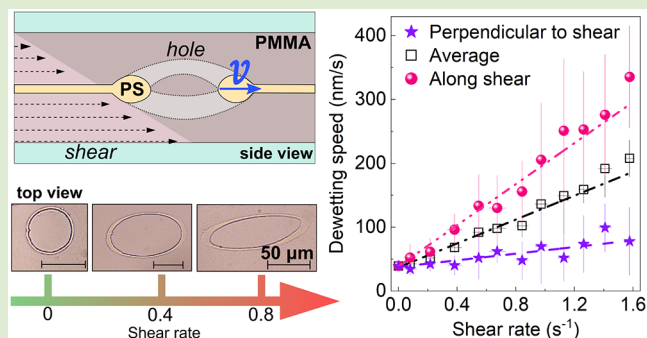 hole
PMMA
PS
v
shear
side view
top view
50 μm
0
0.4
0.8
Shear rate
Dewetting speed (nm/s)
400
300
200
100
0
Perpendicular to shear
Average
Along shear
0.0 0.4 0.8 1.2 1.6
Shear rate (s⁻¹)